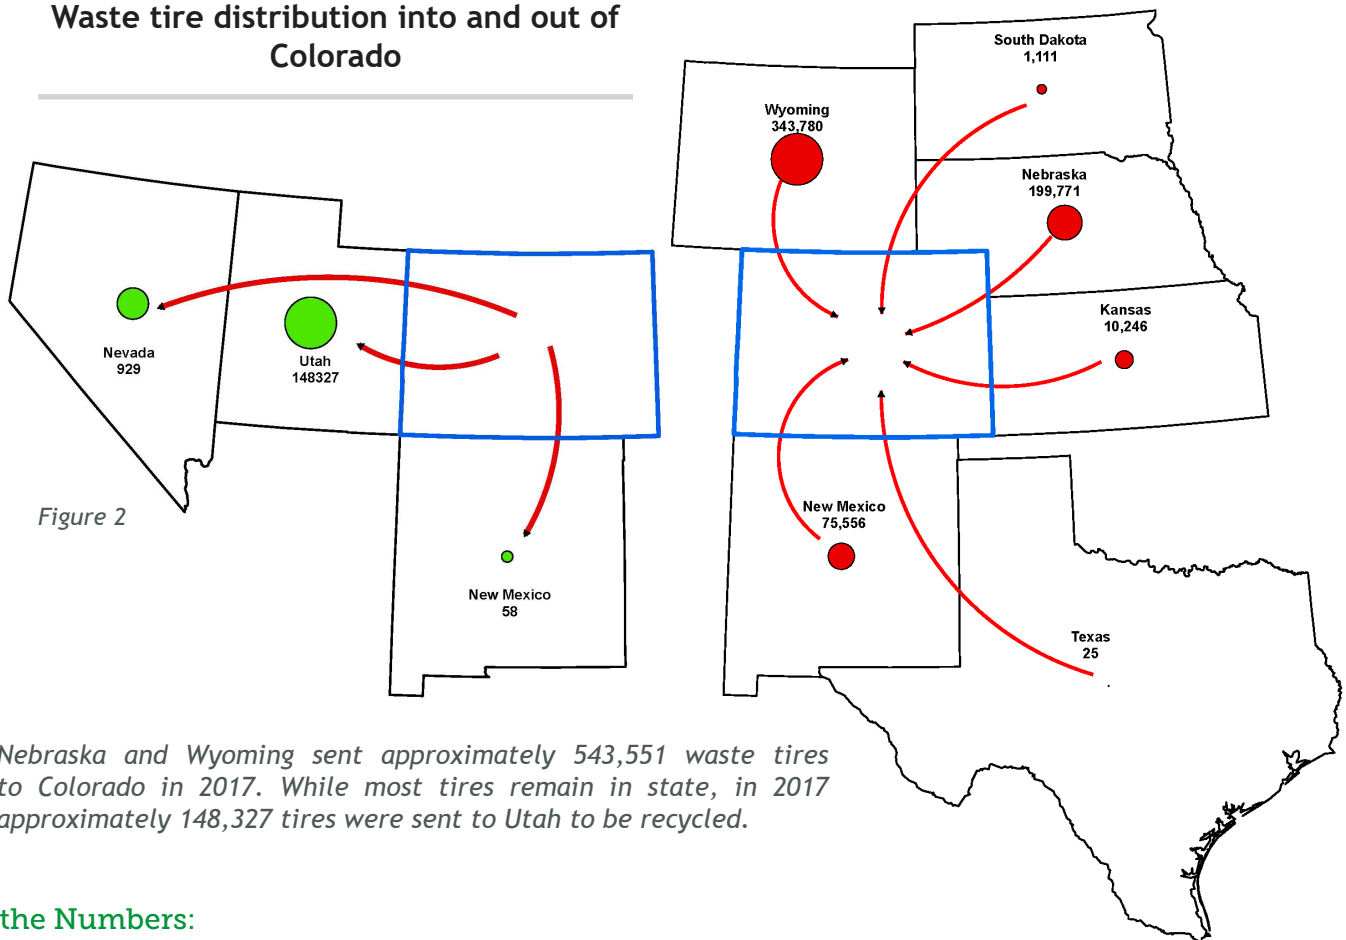 Waste tire distribution into and out of
Colorado
South Dakota
1,111
Wyoming
343,780
Nebraska
199,771
Kansas
10,246
Nevada
929
Utah
148327
New Mexico
75,556
Figure 2
New Mexico
58
Texas
25
Nebraska and Wyoming sent approximately 543,551 waste tires
to Colorado in 2017. While most tires remain in state, in 2017
approximately 148,327 tires were sent to Utah to be recycled.
the Numbers: